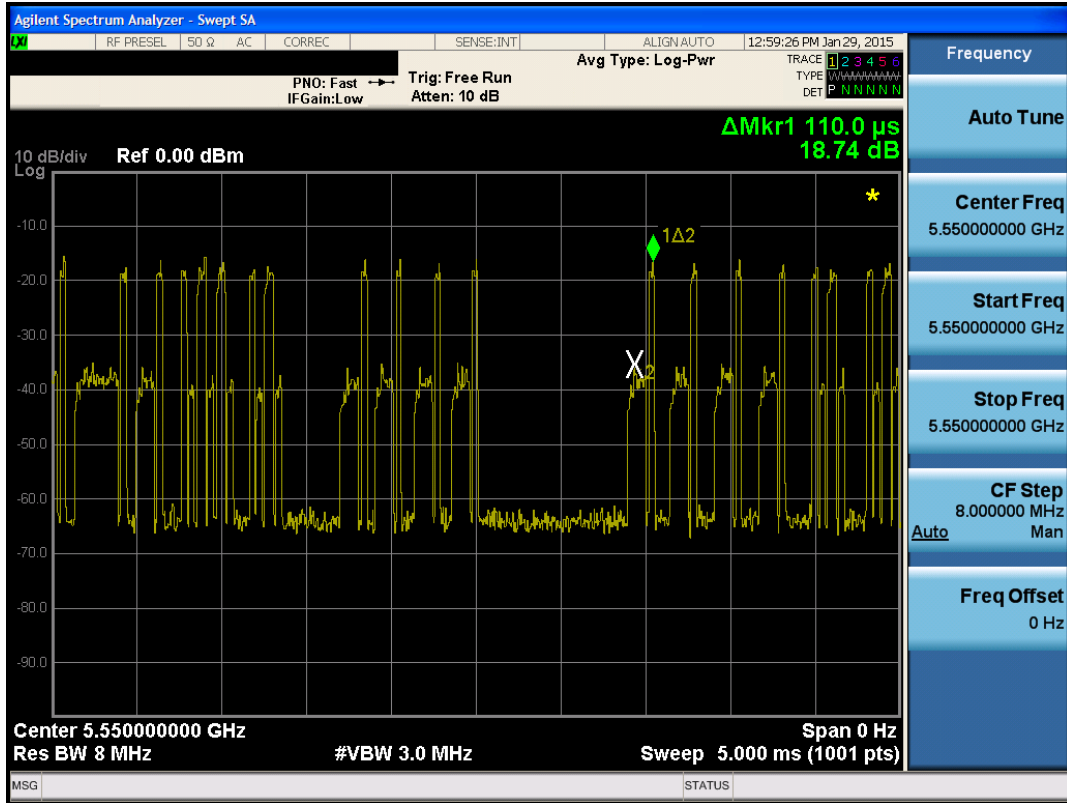 Agilent Spectrum Analyzer - Swept SA
LXI RF PRESEL 50 Ω AC CORREC SENSE:INT ALIGN AUTO 12:59:26 PM Jan 29, 2015
PNO: Fast IFGain:Low
Trig: Free Run
Atten: 10 dB
Avg Type: Log-Pwr
TRACE 1 2 3 4 5 6
TYPE
DET P N N N N N
ΔMkr1 110.0 µs
18.74 dB
10 dB/div Ref 0.00 dBm
Log
-10.0
-20.0
-30.0
-40.0
-50.0
-60.0
-70.0
-80.0
-90.0
1Δ2
X2
*
Center 5.550000000 GHz Span 0 Hz
Res BW 8 MHz #VBW 3.0 MHz Sweep 5.000 ms (1001 pts)
MSG STATUS
Frequency
Auto Tune
Center Freq
5.550000000 GHz
Start Freq
5.550000000 GHz
Stop Freq
5.550000000 GHz
CF Step
8.000000 MHz
Auto Man
Freq Offset
0 Hz